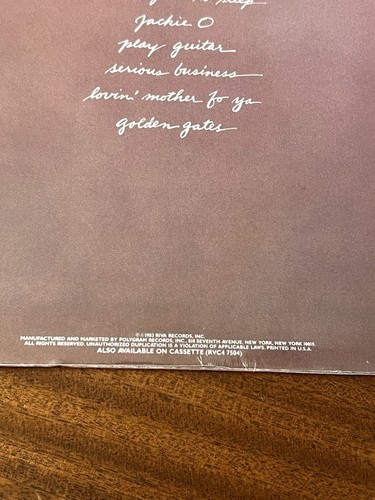 Jackie O
play guitar
serious business
lovin' mother fo ya
golden gates
℗ © 1983 RIVA RECORDS, INC.
MANUFACTURED AND MARKETED BY POLYGRAM RECORDS, INC., 810 SEVENTH AVENUE, NEW YORK, NEW YORK 10019.
ALL RIGHTS RESERVED. UNAUTHORIZED DUPLICATION IS A VIOLATION OF APPLICABLE LAWS. PRINTED IN U.S.A.
ALSO AVAILABLE ON CASSETTE (RVC4 7504)